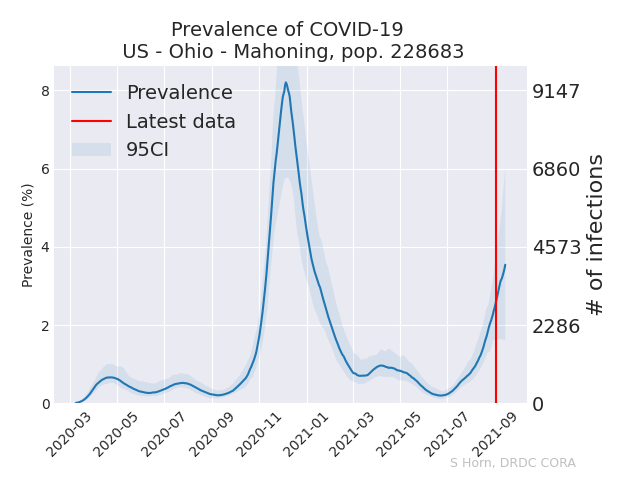 Prevalence of COVID-19
US - Ohio - Mahoning, pop. 228683
Prevalence
Latest data
95CI
Prevalence (%)
8
6
4
2
0
9147
6860
4573
2286
0
# of infections
2020-03
2020-05
2020-07
2020-09
2020-11
2021-01
2021-03
2021-05
2021-07
2021-09
S Horn, DRDC CORA